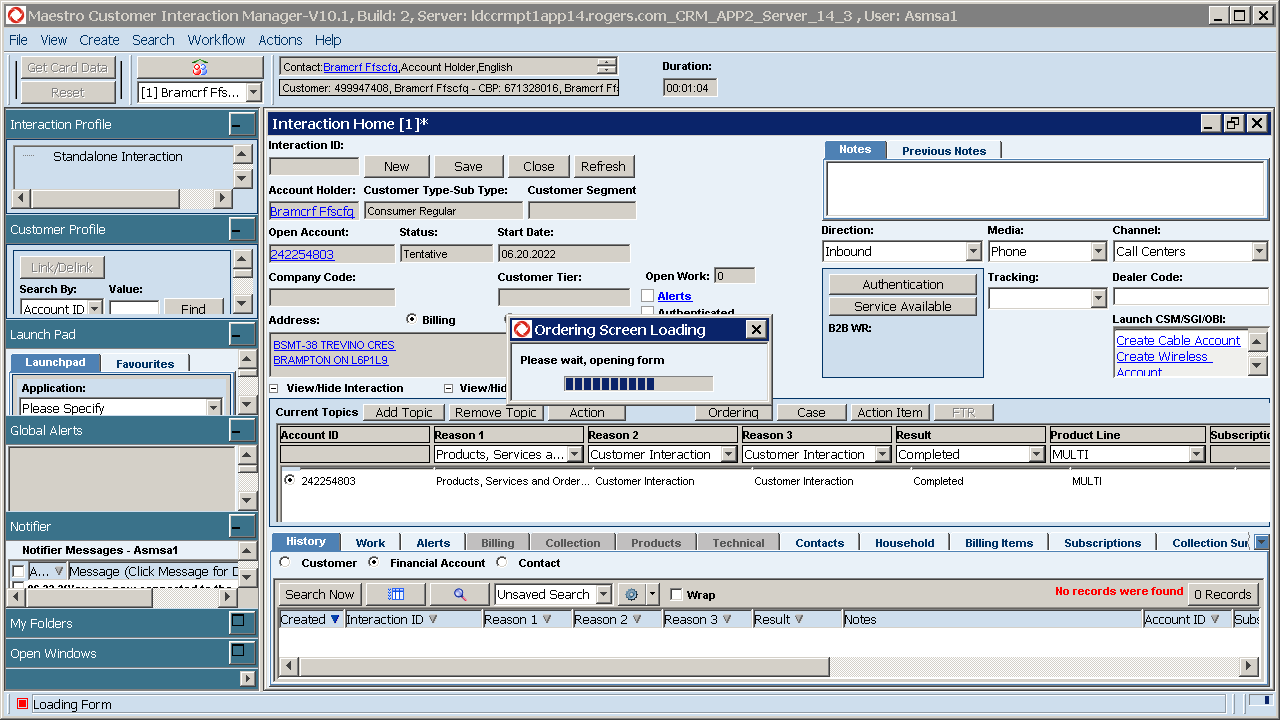 Maestro Customer Interaction Manager-V10.1, Build: 2, Server: ldccrmpt1app14.rogers.com_CRM_APP2_Server_14_3 , User: Asmsa1
File View Create Search Workflow Actions Help
Get Card Data
Reset
[1] Bramcrf Ffs...
Contact:Bramcrf Ffscfq,Account Holder,English
Customer: 499947408, Bramcrf Ffscfq - CBP: 671328016, Bramcrf Ff
Duration:
00:01:04
Interaction Profile
Standalone Interaction
Customer Profile
Link/Delink
Search By: Value:
Account ID
Find
Launch Pad
Launchpad Favourites
Application:
Please Specify
Global Alerts
Notifier
Notifier Messages - Asmsa1
A... Message (Click Message for D
My Folders
Open Windows
Interaction Home [1]*
Interaction ID:
New Save Close Refresh
Account Holder: Customer Type-Sub Type: Customer Segment
Bramcrf Ffscfq Consumer Regular
Open Account: Status: Start Date:
242254803 Tentative 06.20.2022
Company Code: Customer Tier: Open Work: 0
Alerts
Authenticated
Address: Billing
BSMT-38 TREVINO CRES
BRAMPTON ON L6P1L9
View/Hide Interaction View/Hid
Notes Previous Notes
Direction: Media: Channel:
Inbound Phone Call Centers
Authentication
Service Available
B2B WR:
Tracking: Dealer Code:
Launch CSM/SGI/OBI:
Create Cable Account
Create Wireless
Account
Ordering Screen Loading
Please wait, opening form
Current Topics Add Topic Remove Topic Action Ordering Case Action Item FTR
Account ID Reason 1 Reason 2 Reason 3 Result Product Line Subscriptio
Products, Services a... Customer Interaction Customer Interaction Completed MULTI
242254803 Products, Services and Order... Customer Interaction Customer Interaction Completed MULTI
History Work Alerts Billing Collection Products Technical Contacts Household Billing Items Subscriptions Collection Sum
Customer Financial Account Contact
Search Now Unsaved Search Wrap No records were found 0 Records
Created Interaction ID Reason 1 Reason 2 Reason 3 Result Notes Account ID Subs
Loading Form